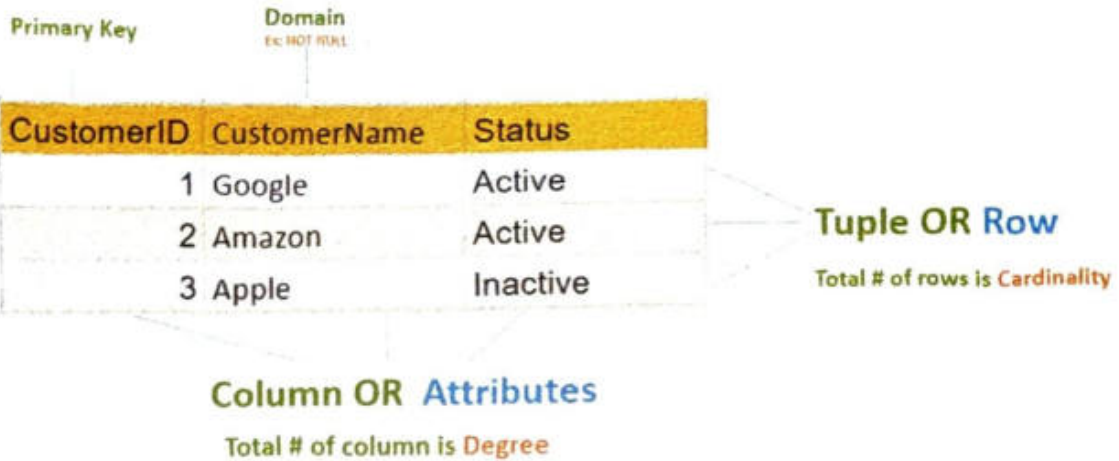 Primary Key
Domain
Ex: NOT NULL
CustomerID CustomerName Status
1 Google Active
2 Amazon Active
3 Apple Inactive
Tuple OR Row
Total # of rows is Cardinality
Column OR Attributes
Total # of column is Degree